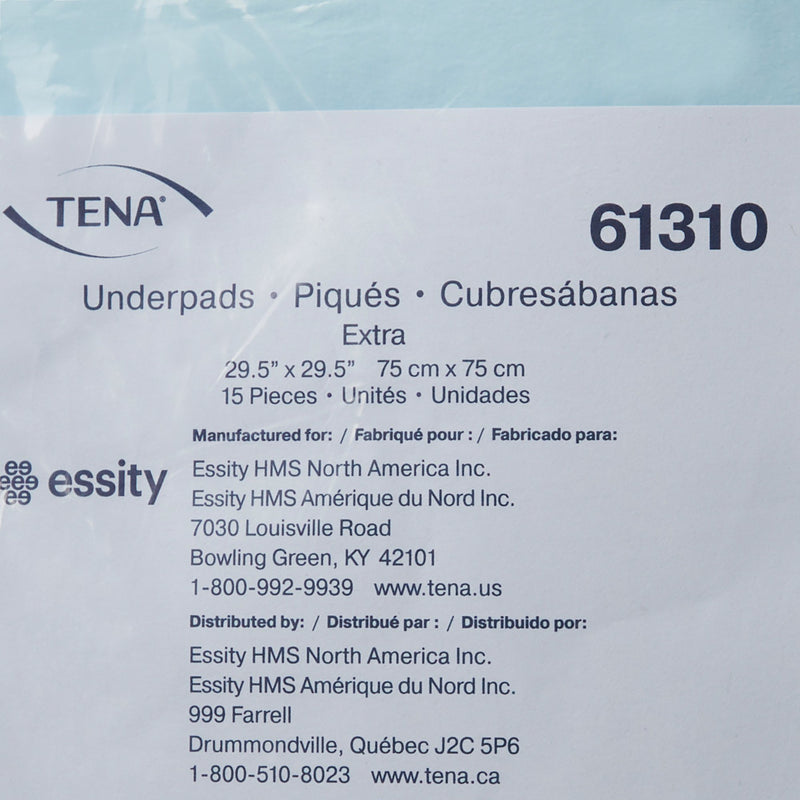 TENA®
61310
Underpads • Piqués • Cubresábanas
Extra
29.5” x 29.5” 75 cm x 75 cm
15 Pieces • Unités • Unidades
Manufactured for: / Fabriqué pour : / Fabricado para:
essity
Essity HMS North America Inc.
Essity HMS Amérique du Nord Inc.
7030 Louisville Road
Bowling Green, KY 42101
1-800-992-9939 www.tena.us
Distributed by: / Distribué par : / Distribuido por:
Essity HMS North America Inc.
Essity HMS Amérique du Nord Inc.
999 Farrell
Drummondville, Québec J2C 5P6
1-800-510-8023 www.tena.ca